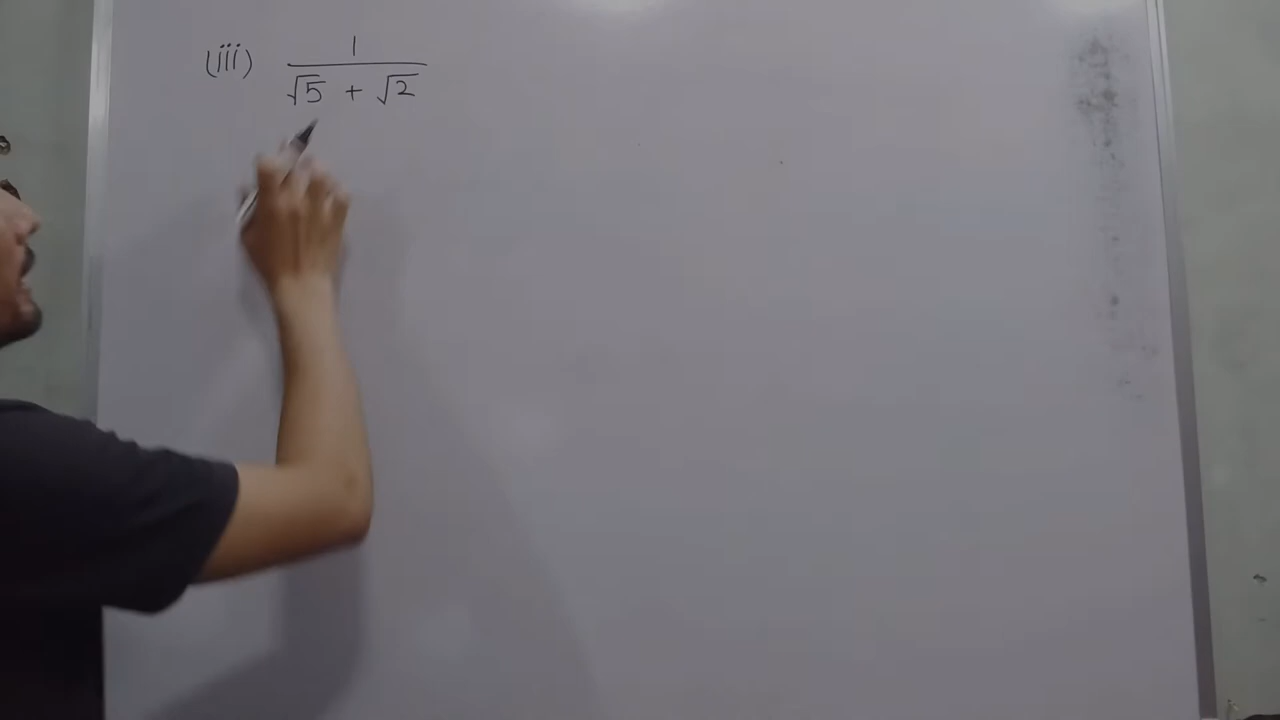 (iii) 1
√5 + √2